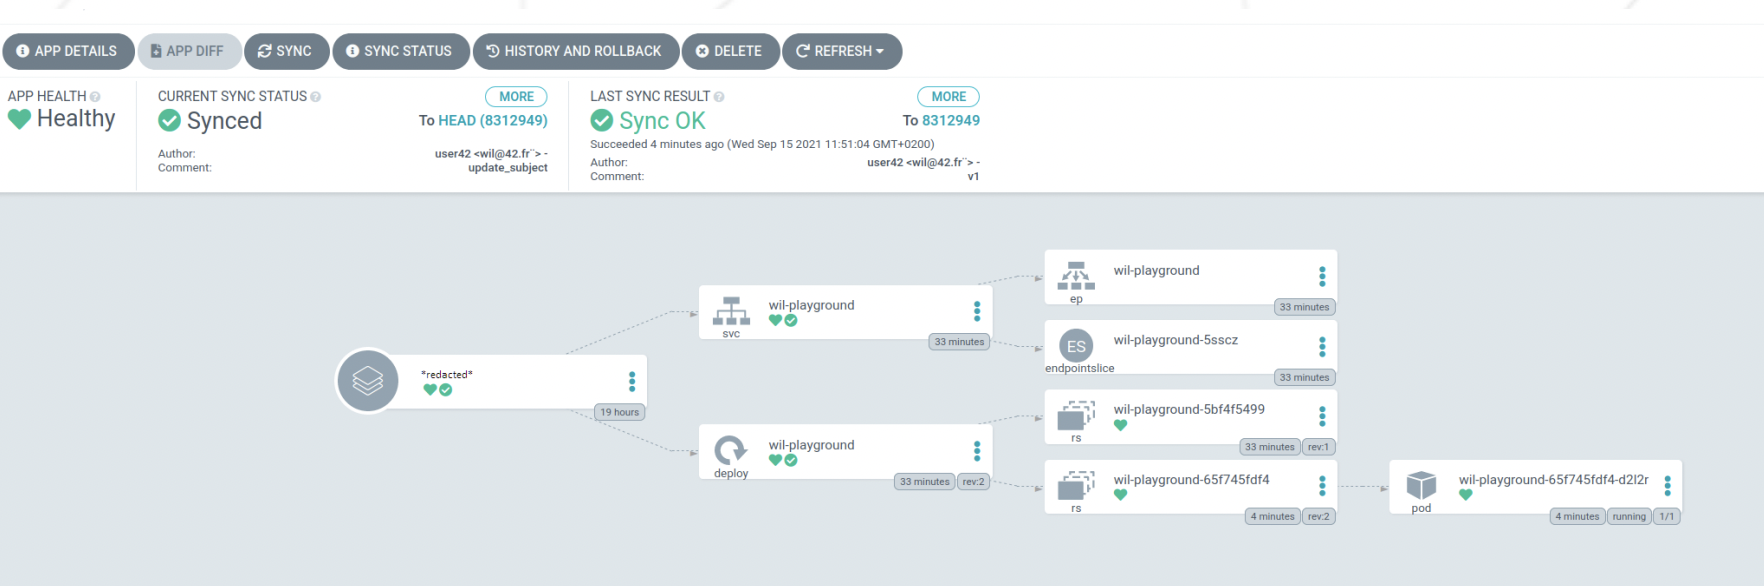 APP DETAILS
APP DIFF
SYNC
SYNC STATUS
HISTORY AND ROLLBACK
DELETE
REFRESH
APP HEALTH
Healthy
CURRENT SYNC STATUS
MORE
Synced
To HEAD (8312949)
Author:
user42 <wil@42.fr¨> -
Comment:
update_subject
LAST SYNC RESULT
MORE
Sync OK
To 8312949
Succeeded 4 minutes ago (Wed Sep 15 2021 11:51:04 GMT+0200)
Author:
user42 <wil@42.fr¨> -
Comment:
v1
*redacted*
19 hours
svc
wil-playground
33 minutes
deploy
wil-playground
33 minutes
rev:2
ep
wil-playground
33 minutes
ES
endpointslice
wil-playground-5sscz
33 minutes
rs
wil-playground-5bf4f5499
33 minutes
rev:1
rs
wil-playground-65f745fdf4
4 minutes
rev:2
pod
wil-playground-65f745fdf4-d2l2r
4 minutes
running
1/1